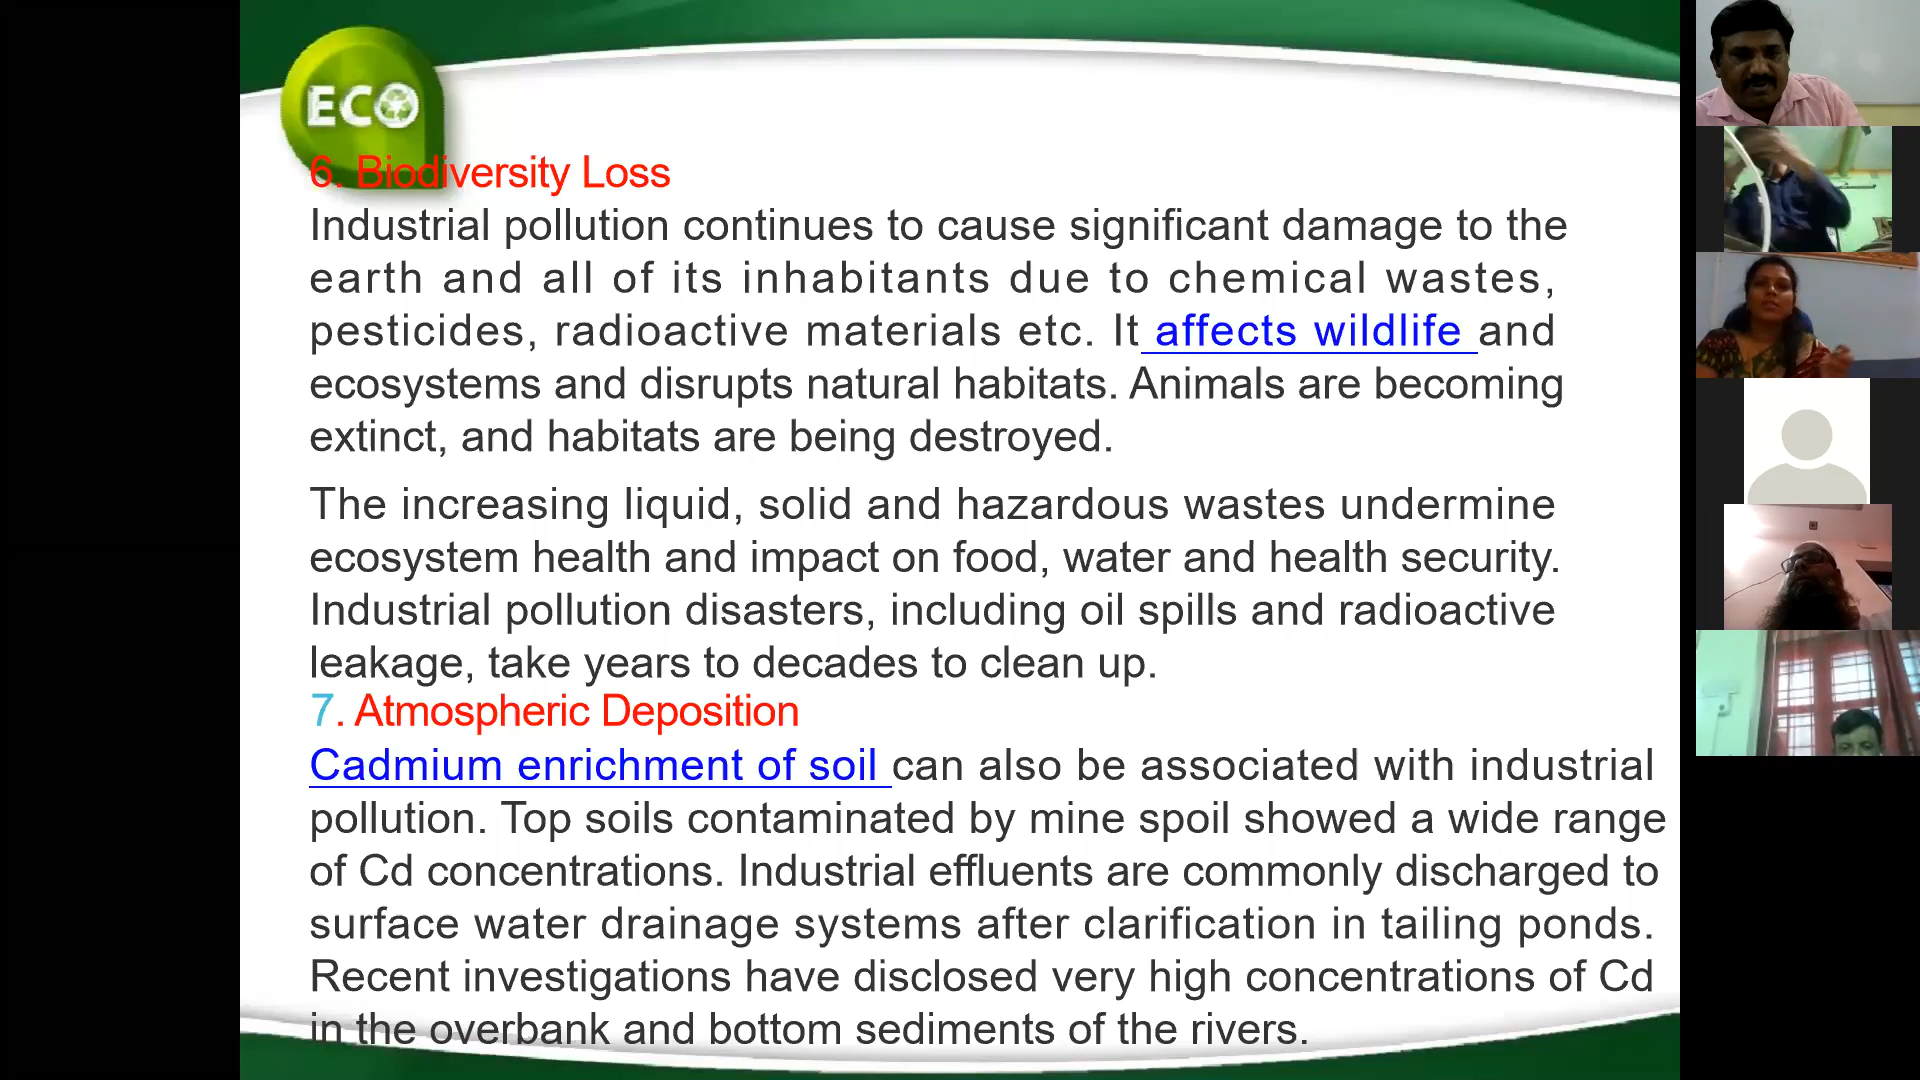 ECO
6. Biodiversity Loss
Industrial pollution continues to cause significant damage to the
earth and all of its inhabitants due to chemical wastes,
pesticides, radioactive materials etc. It affects wildlife and
ecosystems and disrupts natural habitats. Animals are becoming
extinct, and habitats are being destroyed.
The increasing liquid, solid and hazardous wastes undermine
ecosystem health and impact on food, water and health security.
Industrial pollution disasters, including oil spills and radioactive
leakage, take years to decades to clean up.
7. Atmospheric Deposition
Cadmium enrichment of soil can also be associated with industrial
pollution. Top soils contaminated by mine spoil showed a wide range
of Cd concentrations. Industrial effluents are commonly discharged to
surface water drainage systems after clarification in tailing ponds.
Recent investigations have disclosed very high concentrations of Cd
in the overbank and bottom sediments of the rivers.